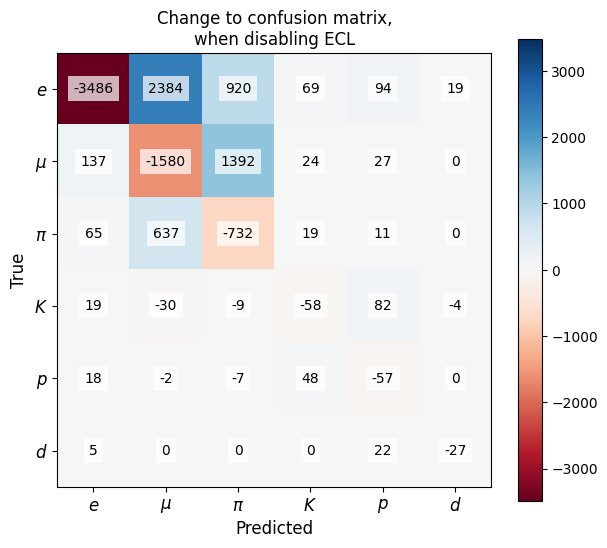 Change to confusion matrix,
when disabling ECL
e -3486 2384 920 69 94 19
μ 137 -1580 1392 24 27 0
π 65 637 -732 19 11 0
K 19 -30 -9 -58 82 -4
p 18 -2 -7 48 -57 0
d 5 0 0 0 22 -27
e μ π K p d
Predicted
True
3000
2000
1000
0
−1000
−2000
−3000